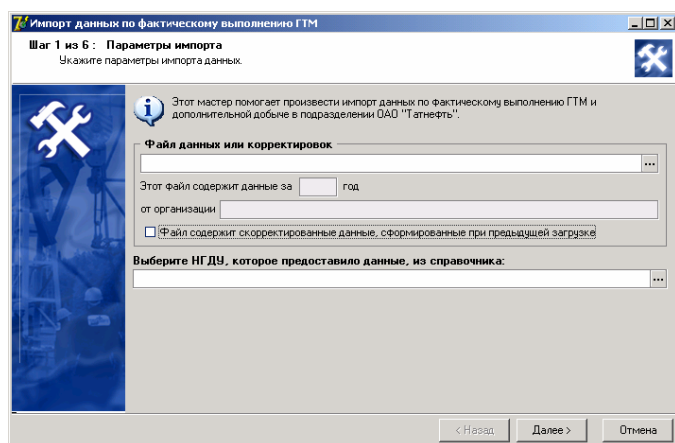 Импорт данных по фактическому выполнению ГТМ
Шаг 1 из 6 : Параметры импорта
Укажите параметры импорта данных.
Этот мастер помогает произвести импорт данных по фактическому выполнению ГТМ и
дополнительной добыче в подразделении ОАО "Татнефть".
Файл данных или корректировок
...
Этот файл содержит данные за год
от организации
Файл содержит скорректированные данные, сформированные при предыдущей загрузке
Выберите НГДУ, которое предоставило данные, из справочника:
...
< Назад Далее > Отмена